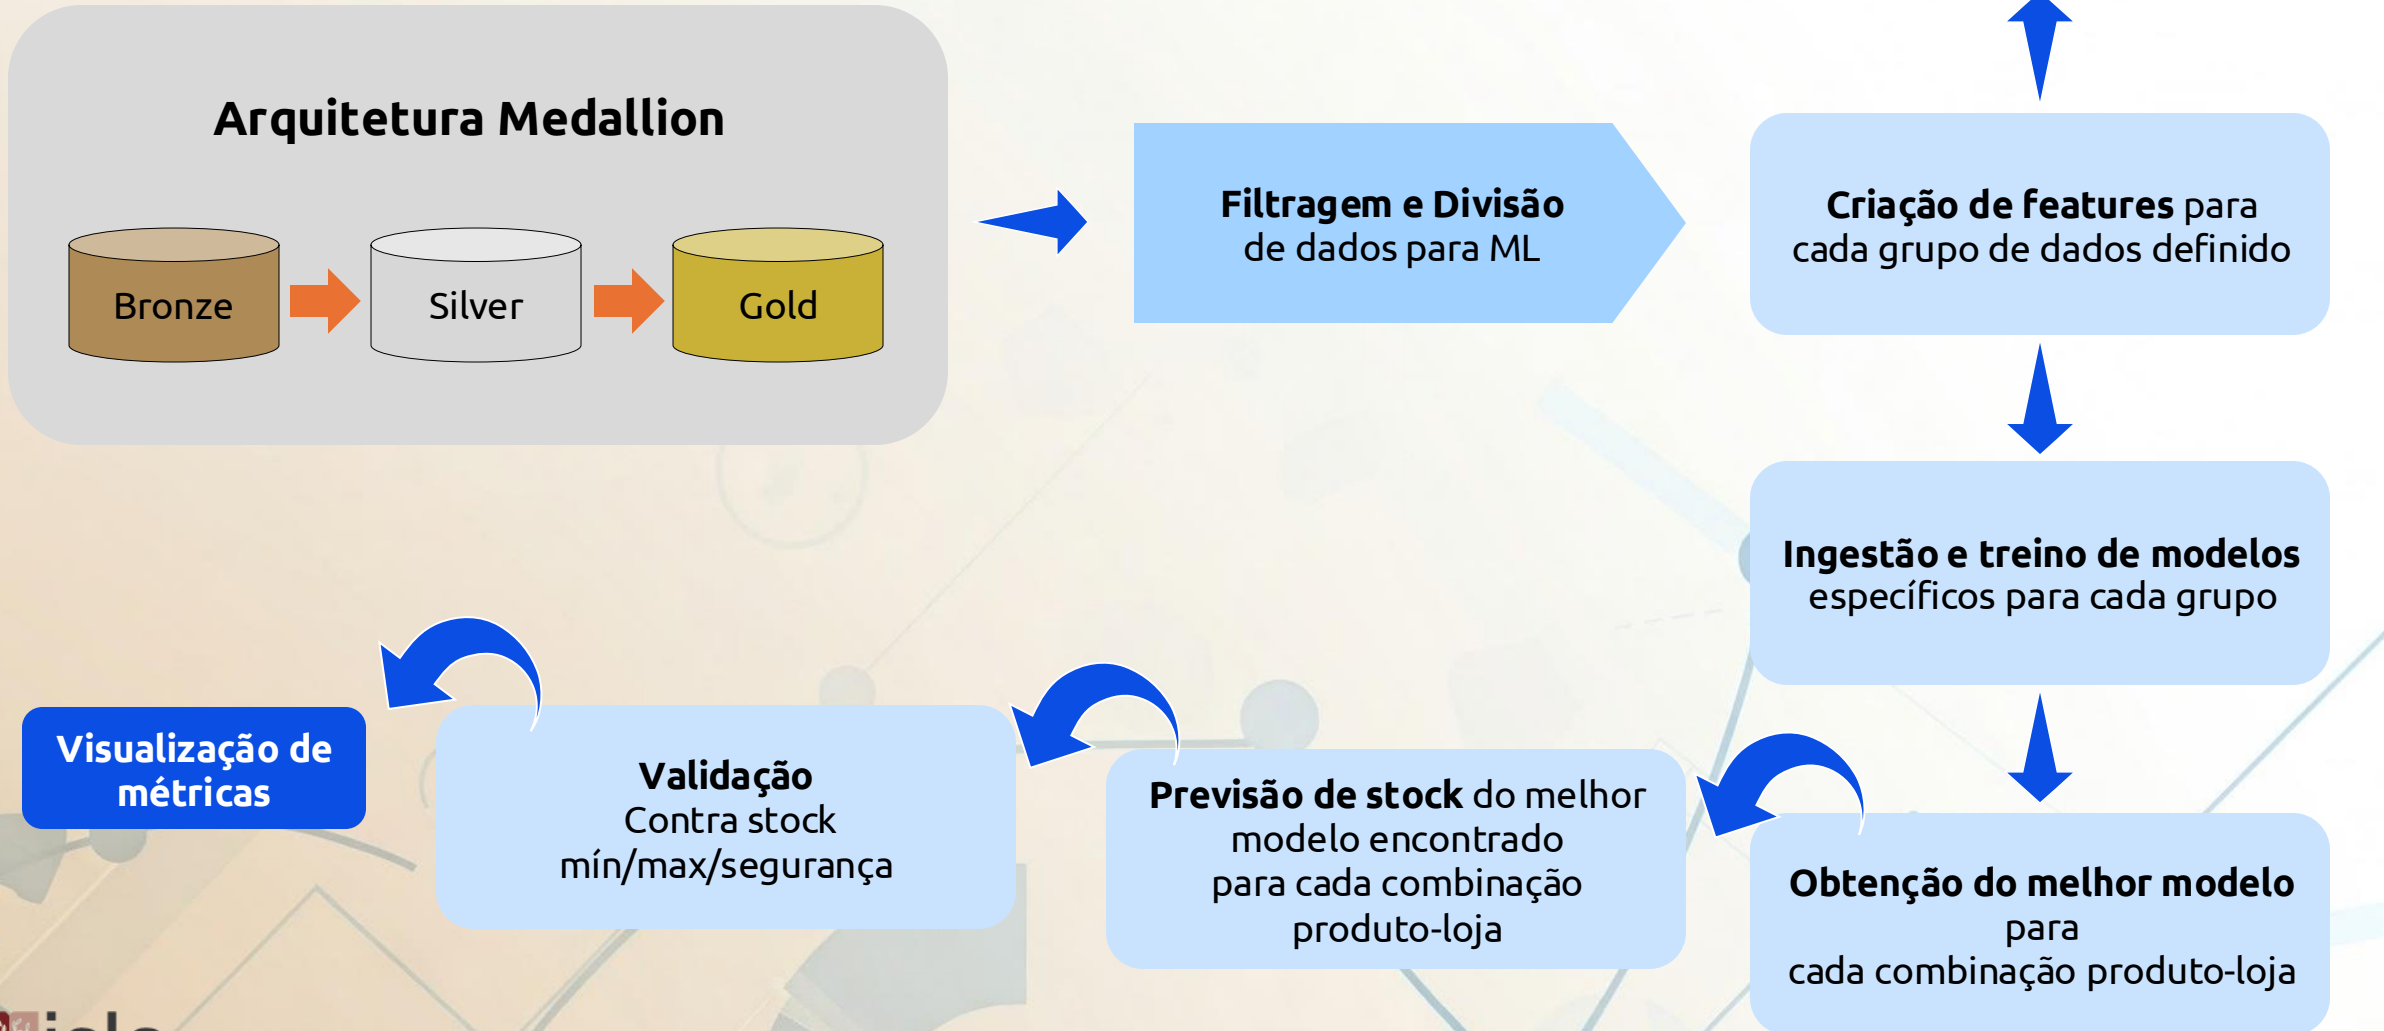 Arquitetura Medallion
Bronze
Silver
Gold
Filtragem e Divisão
de dados para ML
Criação de features para
cada grupo de dados definido
Ingestão e treino de modelos
específicos para cada grupo
Obtenção do melhor modelo
para
cada combinação produto-loja
Previsão de stock do melhor
modelo encontrado
para cada combinação
produto-loja
Validação
Contra stock
mín/max/segurança
Visualização de
métricas